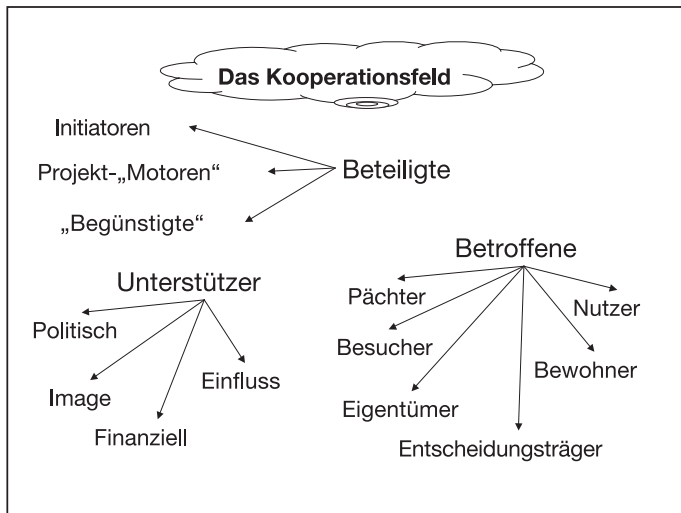 Das Kooperationsfeld
Initiatoren
Projekt-„Motoren“
„Begünstigte“
Beteiligte
Unterstützer
Politisch
Image
Finanziell
Einfluss
Betroffene
Pächter
Besucher
Eigentümer
Entscheidungsträger
Bewohner
Nutzer